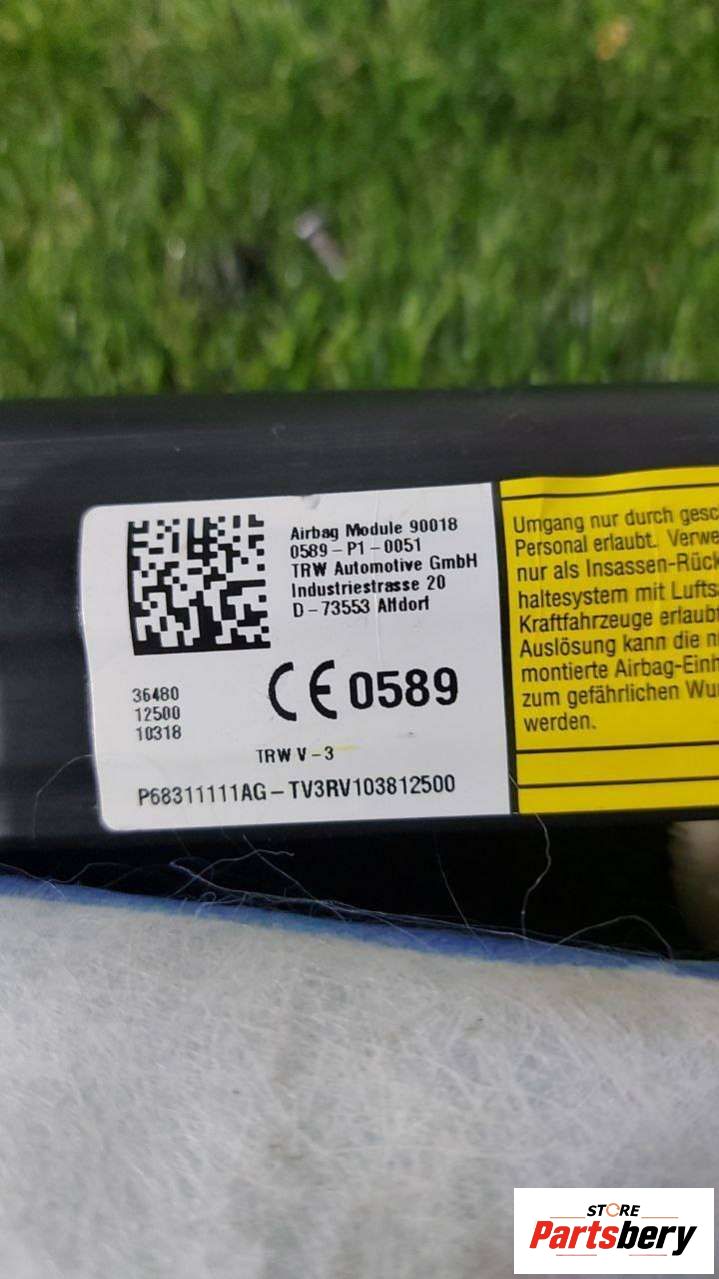 Airbag Module 90018
0589-P1-0051
TRW Automotive GmbH
Industriestrasse 20
D-73553 Alfdorf
36480
12500
10318
CE 0589
TRW V-3
P68311111AG-TV3RV103812500
Umgang nur durch gesc
Personal erlaubt. Verwe
nur als Insassen-Rück
haltesystem mit Lufts
Kraftfahrzeuge erlaubt
Auslösung kann die n
montierte Airbag-Einh
zum gefährlichen Wu
werden.
STORE
Partsbery